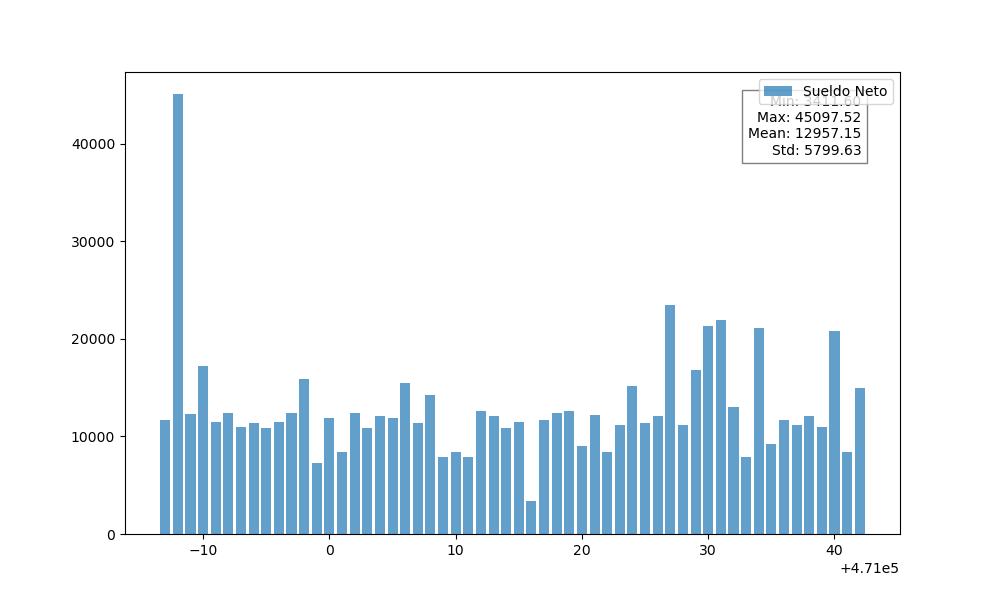 Sueldo Neto
Min: 3411.60
Max: 45097.52
Mean: 12957.15
Std: 5799.63
40000
30000
20000
10000
0
−10 0 10 20 30 40
+4.71e5